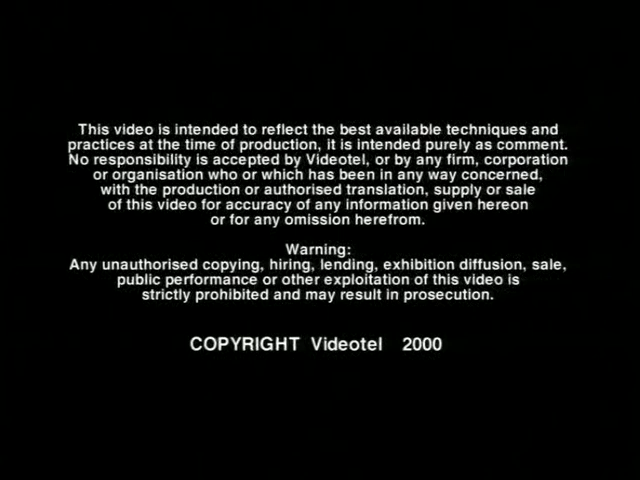 This video is intended to reflect the best available techniques and
practices at the time of production, it is intended purely as comment.
No responsibility is accepted by Videotel, or by any firm, corporation
or organisation who or which has been in any way concerned,
with the production or authorised translation, supply or sale
of this video for accuracy of any information given hereon
or for any omission herefrom.
Warning:
Any unauthorised copying, hiring, lending, exhibition diffusion, sale,
public performance or other exploitation of this video is
strictly prohibited and may result in prosecution.
COPYRIGHT Videotel 2000